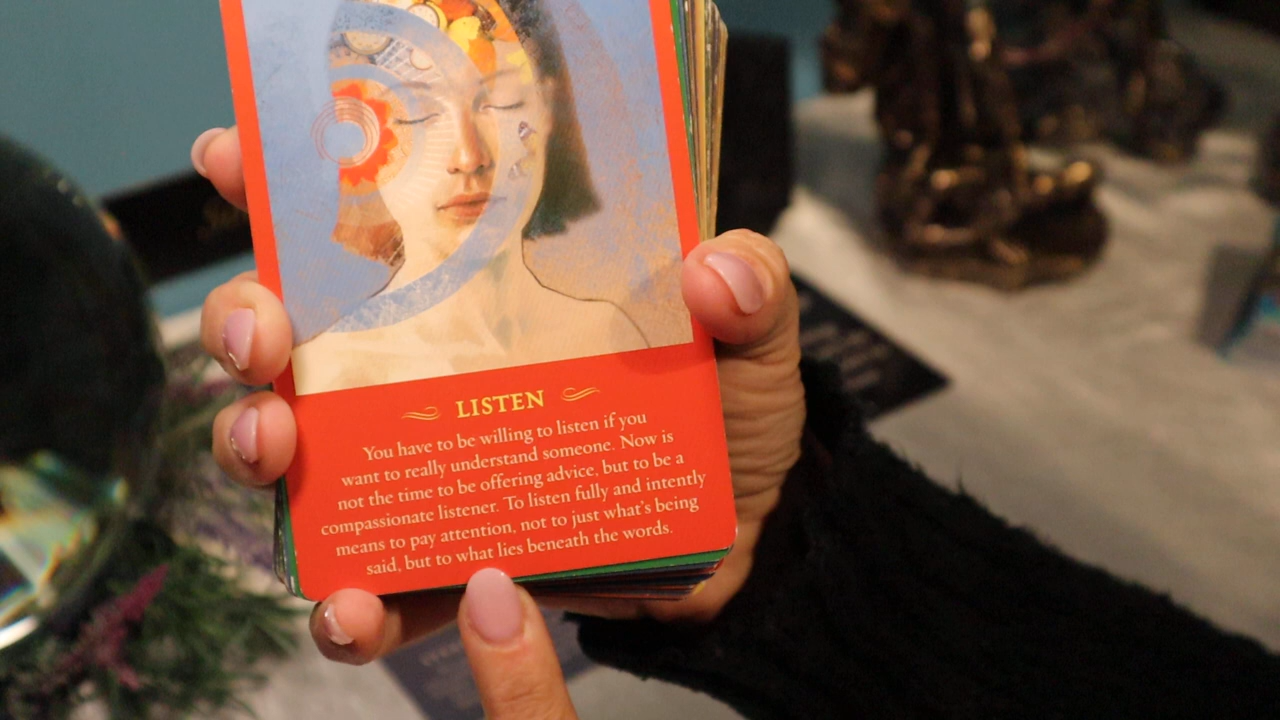 LISTEN
You have to be willing to listen if you
want to really understand someone. Now is
not the time to be offering advice, but to be a
compassionate listener. To listen fully and intently
means to pay attention, not to just what's being
said, but to what lies beneath the words.